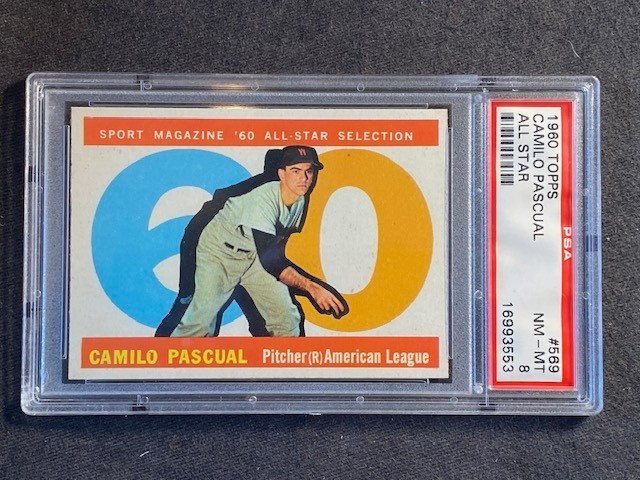 SPORT MAGAZINE '60 ALL-STAR SELECTION
60
W
CAMILO PASCUAL Pitcher (R) American League
1960 TOPPS
CAMILO PASCUAL
ALL STAR
PSA
#569
NM-MT 8
16993553